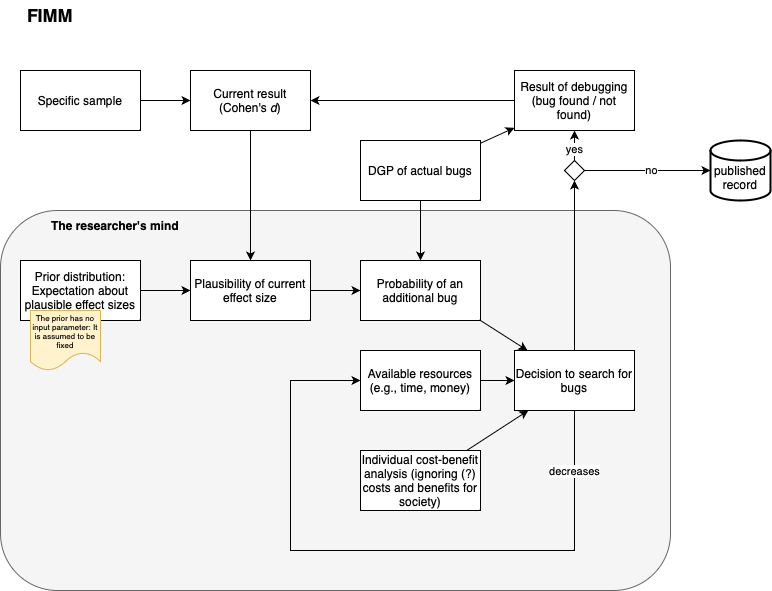 FIMM
Specific sample
Current result
(Cohen's d)
Result of debugging
(bug found / not
found)
DGP of actual bugs
yes
no
published
record
The researcher's mind
Prior distribution:
Expectation about
plausible effect sizes
The prior has no
input parameter: It
is assumed to be
fixed
Plausibility of current
effect size
Probability of an
additional bug
Available resources
(e.g., time, money)
Decision to search for
bugs
Individual cost-benefit
analysis (ignoring (?)
costs and benefits for
society)
decreases